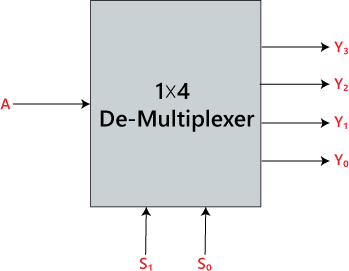 1×4
De-Multiplexer
A
Y₃
Y₂
Y₁
Y₀
S₁
S₀